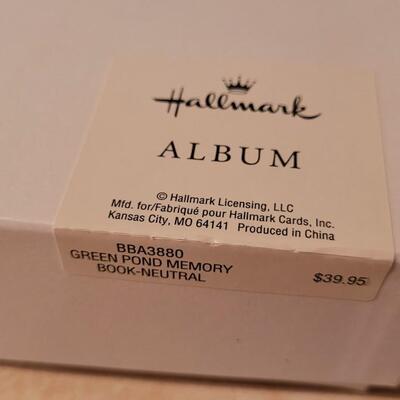 Hallmark
ALBUM
© Hallmark Licensing, LLC
Mfd. for/Fabriqué pour Hallmark Cards, Inc.
Kansas City, MO 64141 Produced in China
BBA3880
GREEN POND MEMORY
BOOK-NEUTRAL $39.95